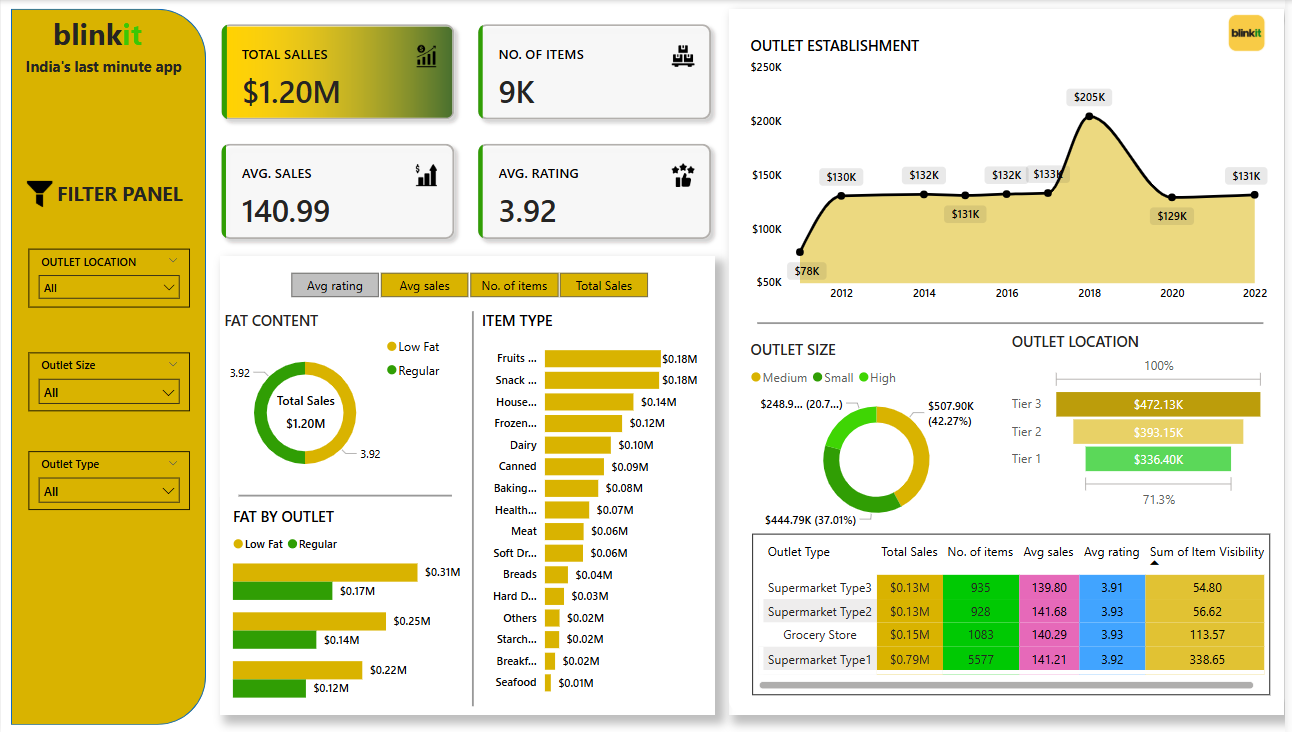 blinkit
India's last minute app
FILTER PANEL
OUTLET LOCATION
All
Outlet Size
All
Outlet Type
All
TOTAL SALLES
$1.20M
NO. OF ITEMS
9K
AVG. SALES
140.99
AVG. RATING
3.92
Avg rating Avg sales No. of items Total Sales
FAT CONTENT
Low Fat
Regular
3.92
Total Sales
$1.20M
3.92
FAT BY OUTLET
Low Fat Regular
$0.31M
$0.17M
$0.25M
$0.14M
$0.22M
$0.12M
ITEM TYPE
Fruits ... $0.18M
Snack ... $0.18M
House... $0.14M
Frozen... $0.12M
Dairy $0.10M
Canned $0.09M
Baking... $0.08M
Health... $0.07M
Meat $0.06M
Soft Dr... $0.06M
Breads $0.04M
Hard D... $0.03M
Others $0.02M
Starch... $0.02M
Breakf... $0.02M
Seafood $0.01M
blinkit
OUTLET ESTABLISHMENT
$250K
$200K
$150K
$100K
$50K
$78K
$130K
$132K
$131K
$132K
$133K
$205K
$129K
$131K
2012 2014 2016 2018 2020 2022
OUTLET SIZE
Medium Small High
$248.9... (20.7...)
$507.90K
(42.27%)
$444.79K (37.01%)
OUTLET LOCATION
100%
Tier 3 $472.13K
Tier 2 $393.15K
Tier 1 $336.40K
71.3%
Outlet Type Total Sales No. of items Avg sales Avg rating Sum of Item Visibility
Supermarket Type3 $0.13M 935 139.80 3.91 54.80
Supermarket Type2 $0.13M 928 141.68 3.93 56.62
Grocery Store $0.15M 1083 140.29 3.93 113.57
Supermarket Type1 $0.79M 5577 141.21 3.92 338.65